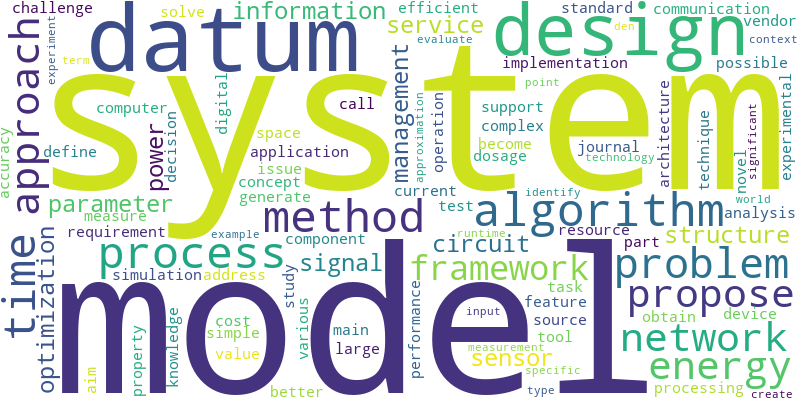 challenge
solve
information
efficient
service
standard
communication
vendor
datum
design
experiment
term
approach
evaluate
den
context
implementation
possible
system
computer
digital
call
management
point
support
complex
operation
architecture
technique
novel
significant
experimental
accuracy
define
power
decision
space
application
issue
concept
generate
approximation
become
dosage
journal
technology
current
identify
world
parameter
measure
requirement
method
test
algorithm
analysis
time
optimization
process
example
component
runtime
circuit
resource
part
structure
simulation
address
study
signal
framework
problem
model
property
knowledge
cost
simple
value
various
main
large
performance
input
task
feature
source
tool
propose
obtain
device
network
sensor
measurement
specific
type
energy
processing
aim
better
create